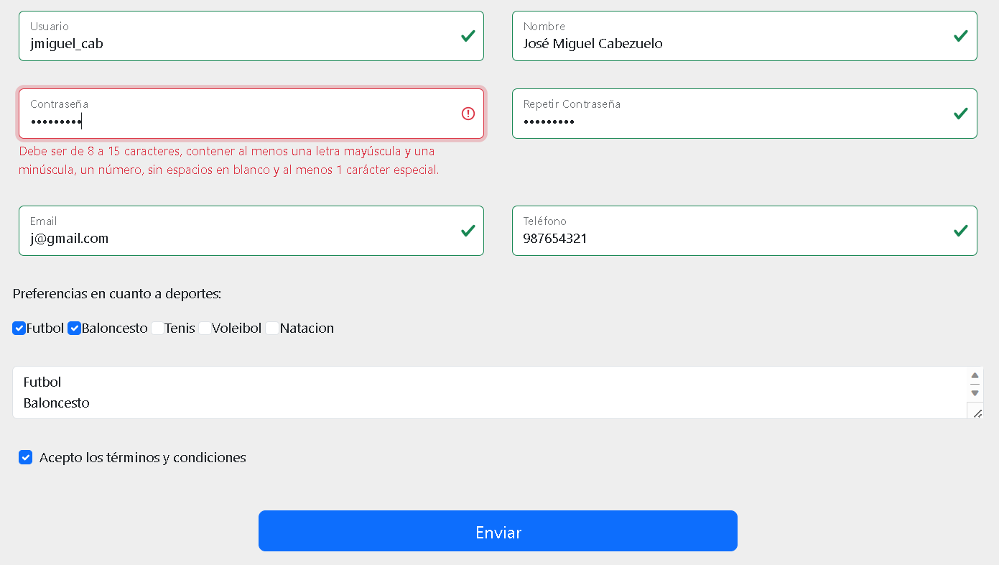 Usuario
jmiguel_cab
Nombre
José Miguel Cabezuelo
Contraseña
•••••••••
Repetir Contraseña
•••••••••
Debe ser de 8 a 15 caracteres, contener al menos una letra mayúscula y una
minúscula, un número, sin espacios en blanco y al menos 1 carácter especial.
Email
j@gmail.com
Teléfono
987654321
Preferencias en cuanto a deportes:
Futbol Baloncesto Tenis Voleibol Natacion
Futbol
Baloncesto
Acepto los términos y condiciones
Enviar